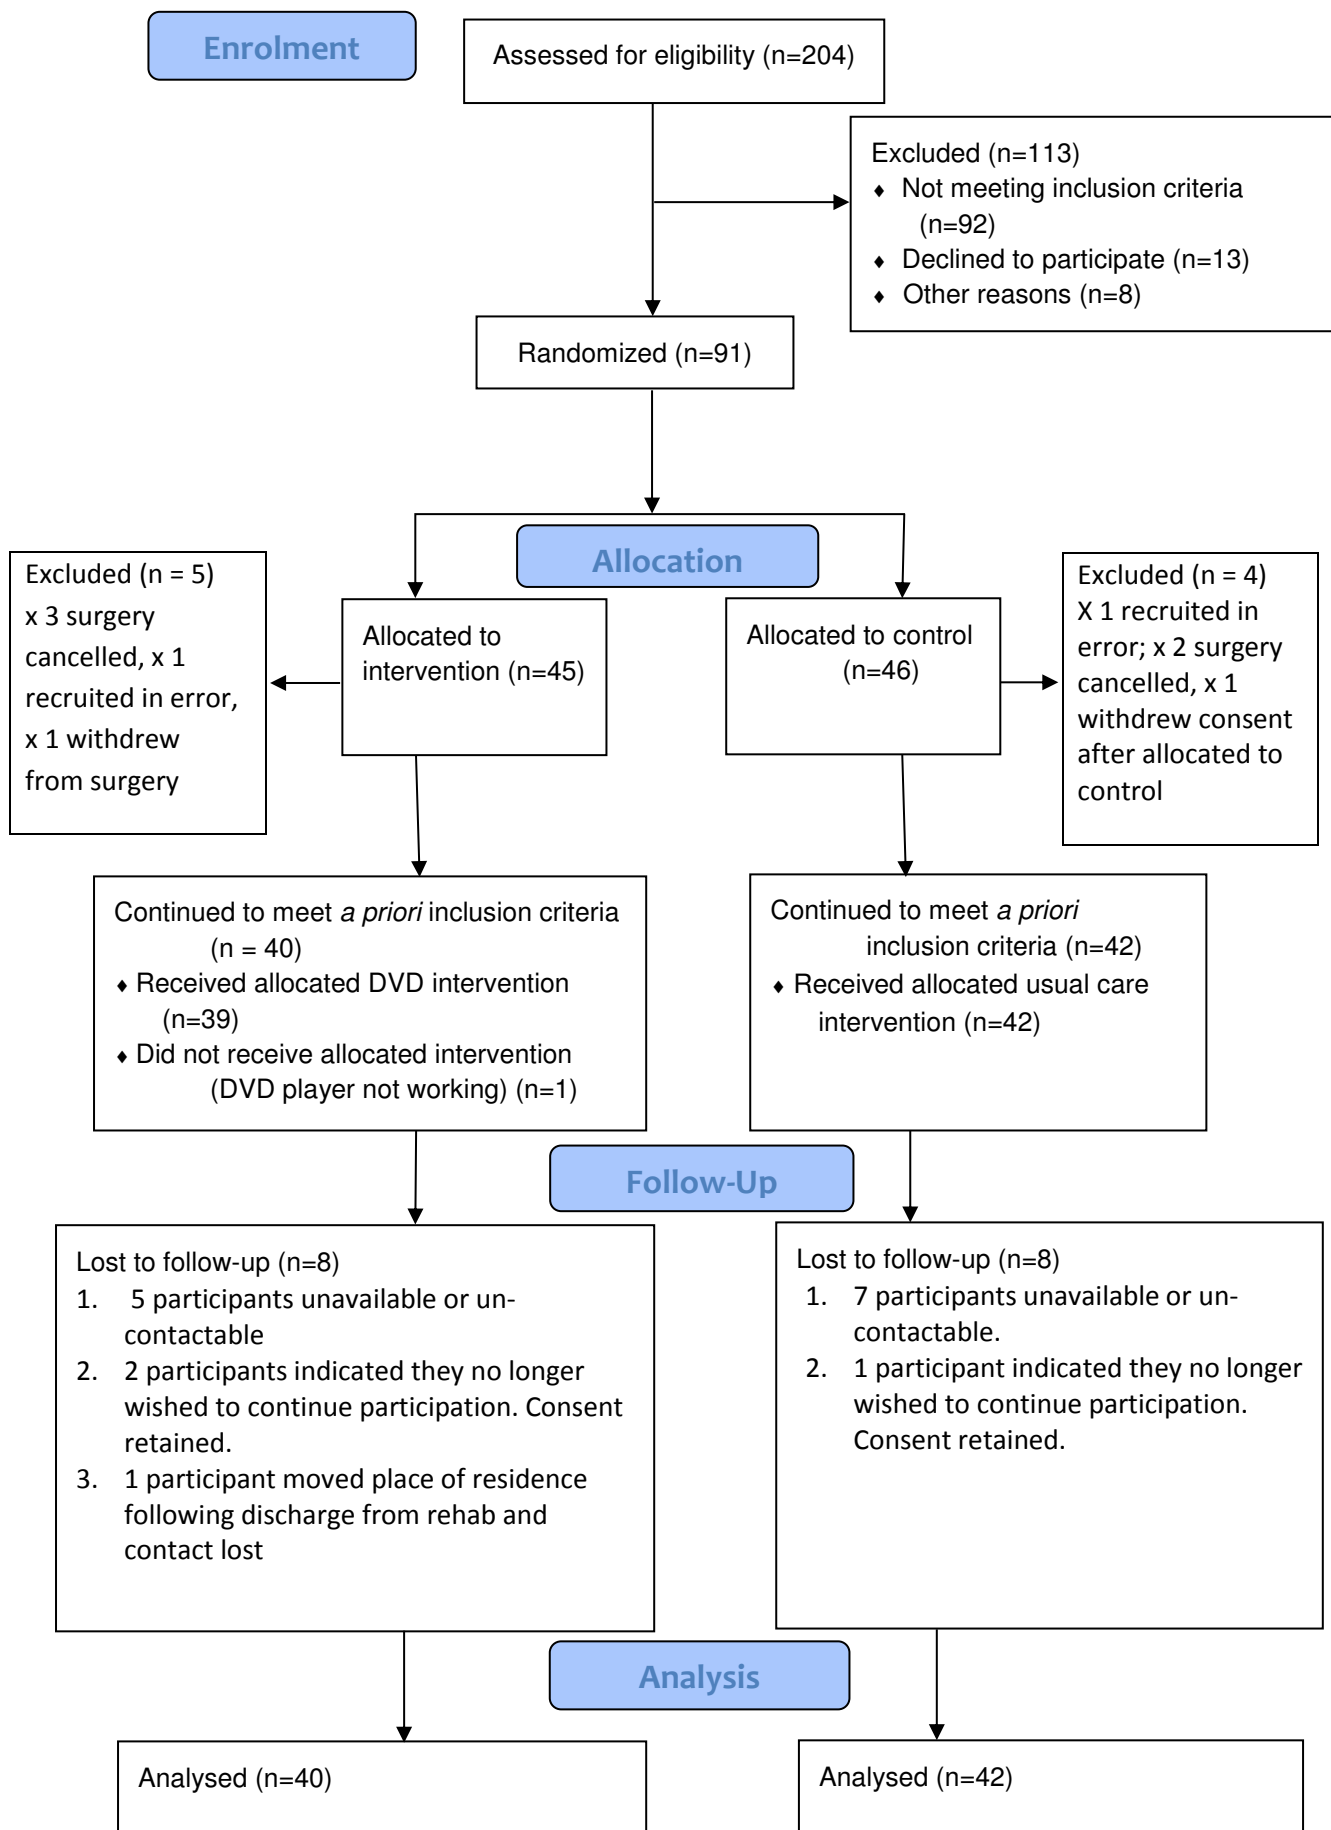 Enrolment
Assessed for eligibility (n=204)
Excluded (n=113)
♦ Not meeting inclusion criteria
(n=92)
♦ Declined to participate (n=13)
♦ Other reasons (n=8)
Randomized (n=91)
Allocation
Excluded (n = 5)
x 3 surgery
cancelled, x 1
recruited in error,
x 1 withdrew
from surgery
Allocated to
intervention (n=45)
Allocated to control
(n=46)
Excluded (n = 4)
X 1 recruited in
error; x 2 surgery
cancelled, x 1
withdrew consent
after allocated to
control
Continued to meet a priori inclusion criteria
(n = 40)
♦ Received allocated DVD intervention
(n=39)
♦ Did not receive allocated intervention
(DVD player not working) (n=1)
Continued to meet a priori
inclusion criteria (n=42)
♦ Received allocated usual care
intervention (n=42)
Follow-Up
Lost to follow-up (n=8)
1. 5 participants unavailable or un-
contactable
2. 2 participants indicated they no longer
wished to continue participation. Consent
retained.
3. 1 participant moved place of residence
following discharge from rehab and
contact lost
Lost to follow-up (n=8)
1. 7 participants unavailable or un-
contactable.
2. 1 participant indicated they no longer
wished to continue participation.
Consent retained.
Analysis
Analysed (n=40)
Analysed (n=42)